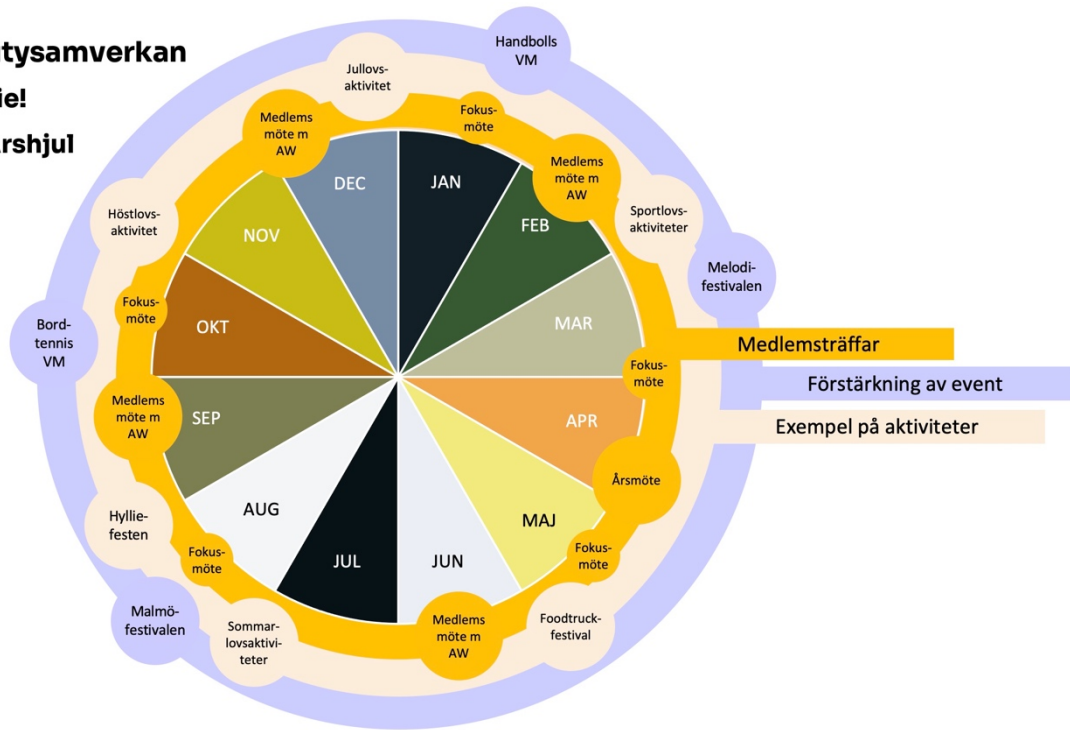 itysamverkan
ie!
rshjul
Handbolls
VM
Jullovs-
aktivitet
Fokus-
möte
Medlems
möte m
AW
Medlems
möte m
AW
DEC
JAN
Höstlovs-
aktivitet
Sportlovs-
aktiviteter
NOV
FEB
Melodi-
festivalen
Fokus-
möte
Bord-
tennis
VM
OKT
MAR
Medlemsträffar
Fokus-
möte
Förstärkning av event
Medlems
möte m
AW
SEP
APR
Exempel på aktiviteter
Årsmöte
Hyllie-
festen
AUG
MAJ
Fokus-
möte
JUL
JUN
Fokus-
möte
Malmö-
festivalen
Sommar-
lovsaktivi-
teter
Medlems
möte m
AW
Foodtruck-
festival